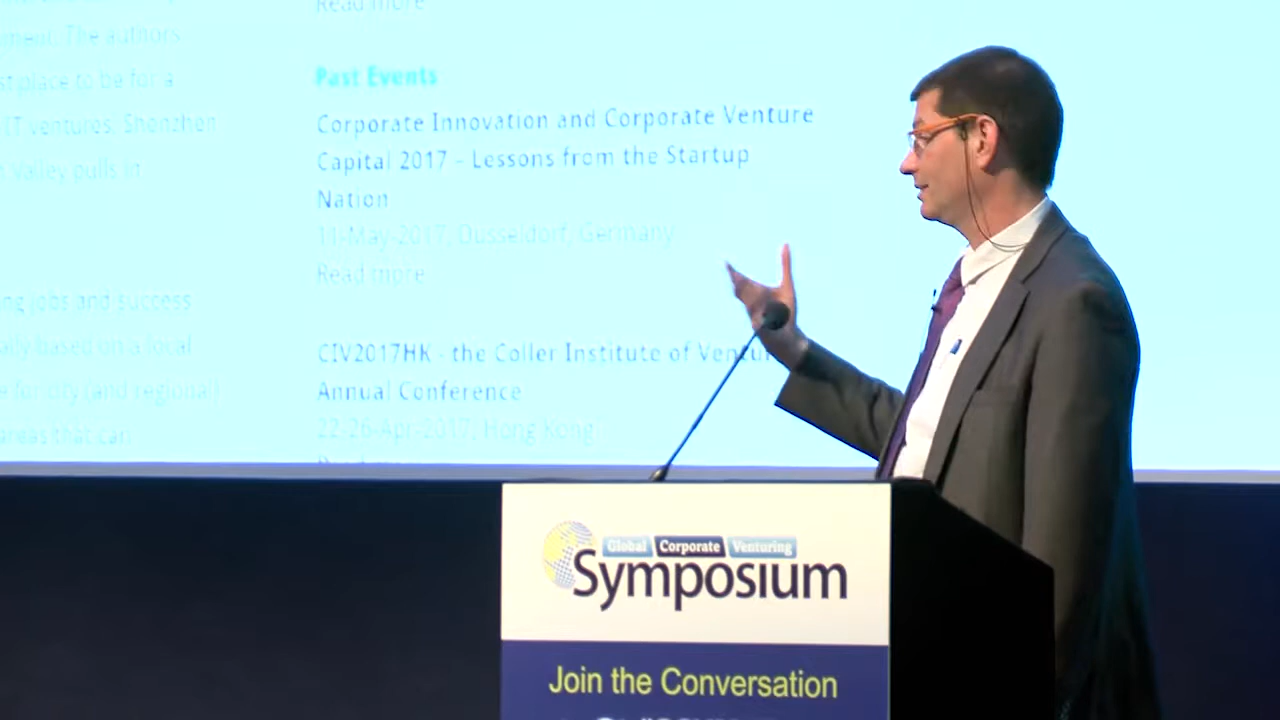 Read more
ment. The authors
st place to be for a
IT ventures. Shenzhen
Valley pulls in
ng jobs and success
ally based on a local
e for city (and regional)
areas that can
Past Events
Corporate Innovation and Corporate Venture
Capital 2017 - Lessons from the Startup
Nation
11-May-2017, Dusseldorf, Germany
Read more
CIV2017HK - the Coller Institute of Ventu
Annual Conference
22-26-Apr-2017, Hong Kong
Global Corporate Venturing
Symposium
Join the Conversation